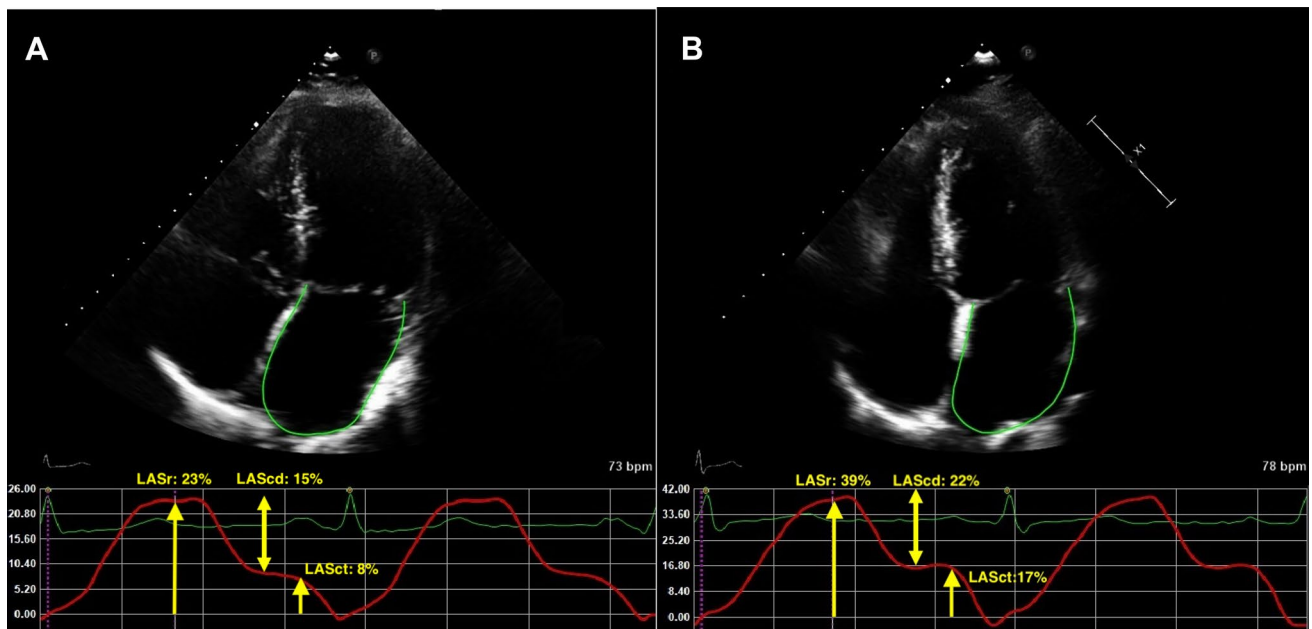 A
P
73 bpm
LASr: 23%
LAScd: 15%
LASct: 8%
26.00
20.80
15.60
10.40
5.20
0.00
B
P
X1
78 bpm
LASr: 39%
LAScd: 22%
LASct:17%
42.00
33.60
25.20
16.80
8.40
0.00